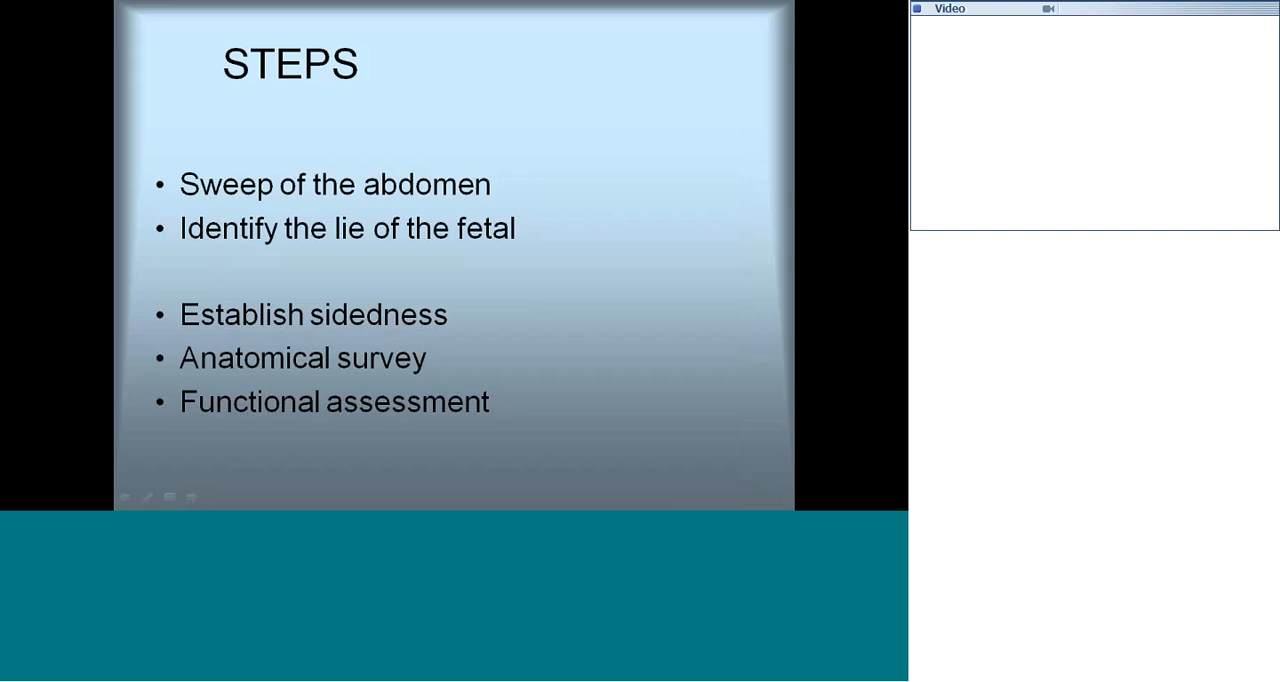 Video
STEPS
• Sweep of the abdomen
• Identify the lie of the fetal
• Establish sidedness
• Anatomical survey
• Functional assessment